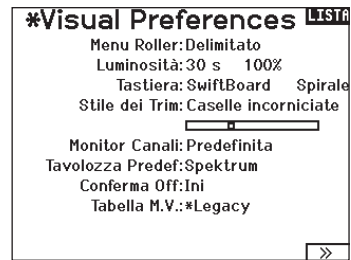 *Visual Preferences LISTA
Menu Roller: Delimitato
Luminosità: 30 s 100%
Tastiera: SwiftBoard Spirale
Stile dei Trim: Caselle incorniciate
Monitor Canali: Predefinita
Tavolozza Predef: Spektrum
Conferma Off: Ini
Tabella M.V.: *Legacy
>>